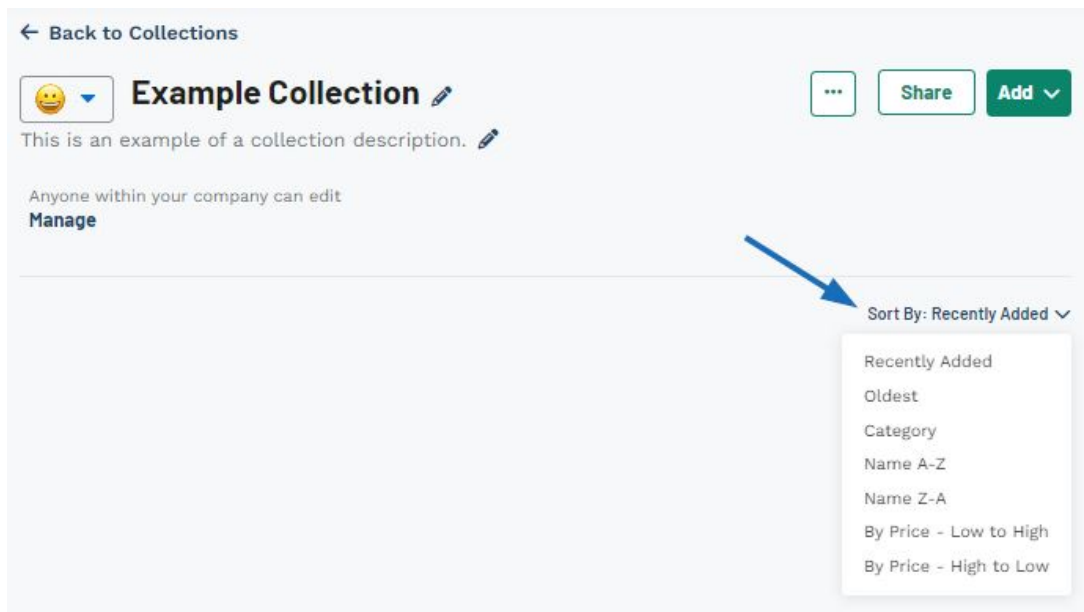 ← Back to Collections
Example Collection
... Share Add
This is an example of a collection description.
Anyone within your company can edit
Manage
Sort By: Recently Added
Recently Added
Oldest
Category
Name A-Z
Name Z-A
By Price - Low to High
By Price - High to Low